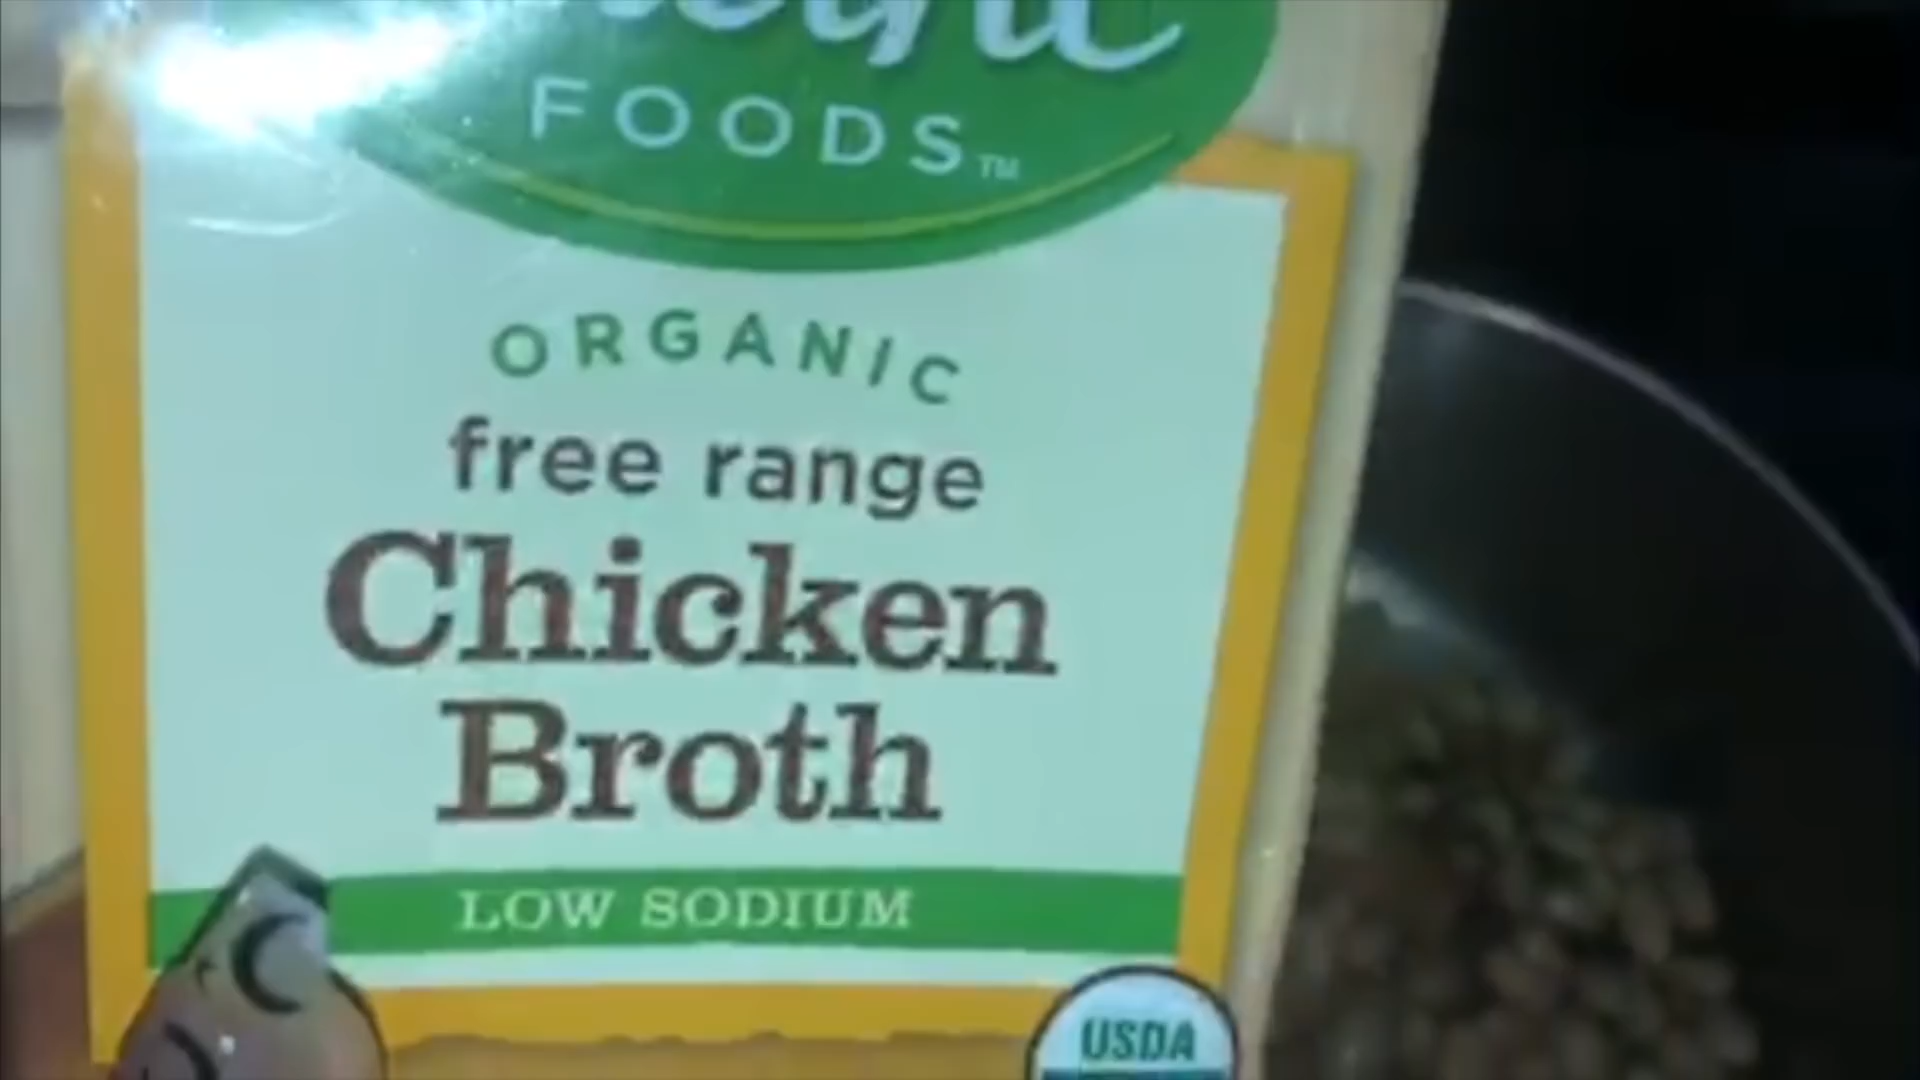 FOODS™
ORGANIC
free range
Chicken
Broth
LOW SODIUM
USDA